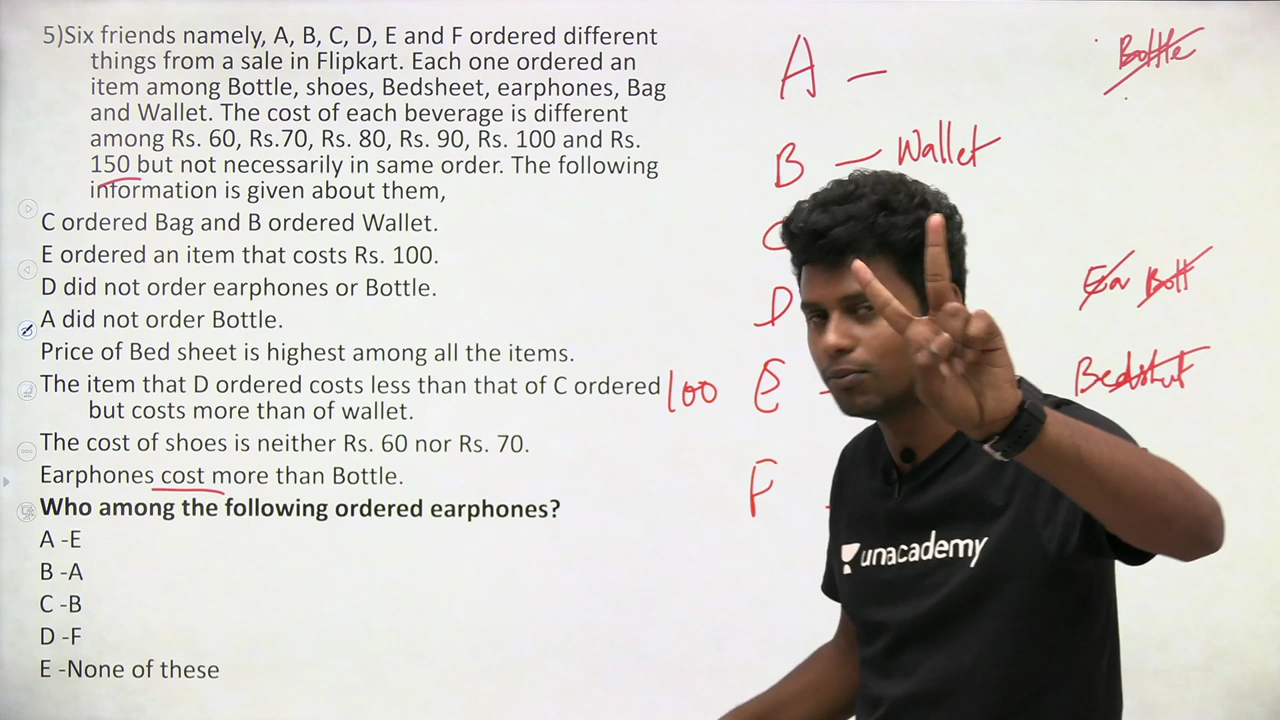 5)Six friends namely, A, B, C, D, E and F ordered different
things from a sale in Flipkart. Each one ordered an
item among Bottle, shoes, Bedsheet, earphones, Bag
and Wallet. The cost of each beverage is different
among Rs. 60, Rs.70, Rs. 80, Rs. 90, Rs. 100 and Rs.
150 but not necessarily in same order. The following
information is given about them,
C ordered Bag and B ordered Wallet.
E ordered an item that costs Rs. 100.
D did not order earphones or Bottle.
A did not order Bottle.
Price of Bed sheet is highest among all the items.
The item that D ordered costs less than that of C ordered
but costs more than of wallet.
The cost of shoes is neither Rs. 60 nor Rs. 70.
Earphones cost more than Bottle.
Who among the following ordered earphones?
A -E
B -A
C -B
D -F
E -None of these
A – Bottle
B – Wallet
C
D Ear Bott
100 E - Bedshut
F -
unacademy